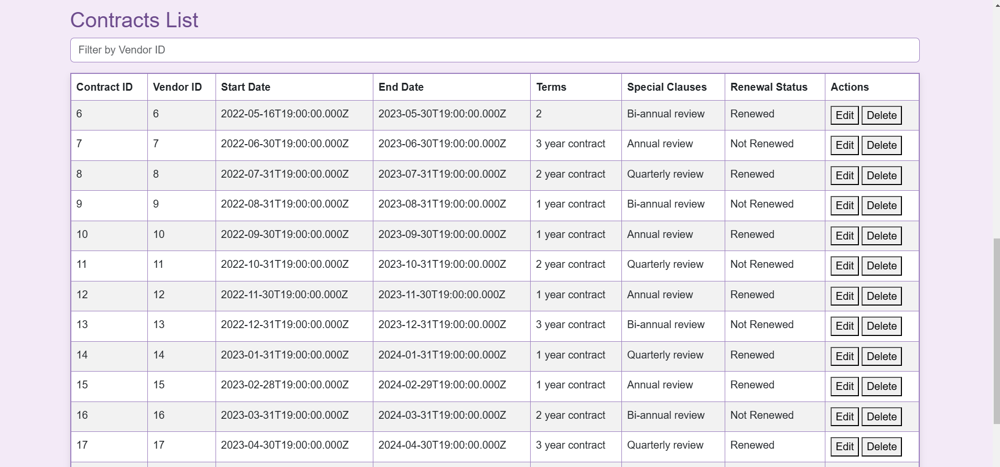 Contracts List
Filter by Vendor ID
Contract ID Vendor ID Start Date End Date Terms Special Clauses Renewal Status Actions
6 6 2022-05-16T19:00:00.000Z 2023-05-30T19:00:00.000Z 2 Bi-annual review Renewed Edit Delete
7 7 2022-06-30T19:00:00.000Z 2023-06-30T19:00:00.000Z 3 year contract Annual review Not Renewed Edit Delete
8 8 2022-07-31T19:00:00.000Z 2023-07-31T19:00:00.000Z 2 year contract Quarterly review Renewed Edit Delete
9 9 2022-08-31T19:00:00.000Z 2023-08-31T19:00:00.000Z 1 year contract Bi-annual review Not Renewed Edit Delete
10 10 2022-09-30T19:00:00.000Z 2023-09-30T19:00:00.000Z 1 year contract Annual review Renewed Edit Delete
11 11 2022-10-31T19:00:00.000Z 2023-10-31T19:00:00.000Z 2 year contract Quarterly review Not Renewed Edit Delete
12 12 2022-11-30T19:00:00.000Z 2023-11-30T19:00:00.000Z 1 year contract Annual review Renewed Edit Delete
13 13 2022-12-31T19:00:00.000Z 2023-12-31T19:00:00.000Z 3 year contract Bi-annual review Not Renewed Edit Delete
14 14 2023-01-31T19:00:00.000Z 2024-01-31T19:00:00.000Z 1 year contract Quarterly review Renewed Edit Delete
15 15 2023-02-28T19:00:00.000Z 2024-02-29T19:00:00.000Z 1 year contract Annual review Renewed Edit Delete
16 16 2023-03-31T19:00:00.000Z 2024-03-31T19:00:00.000Z 2 year contract Bi-annual review Not Renewed Edit Delete
17 17 2023-04-30T19:00:00.000Z 2024-04-30T19:00:00.000Z 3 year contract Quarterly review Renewed Edit Delete